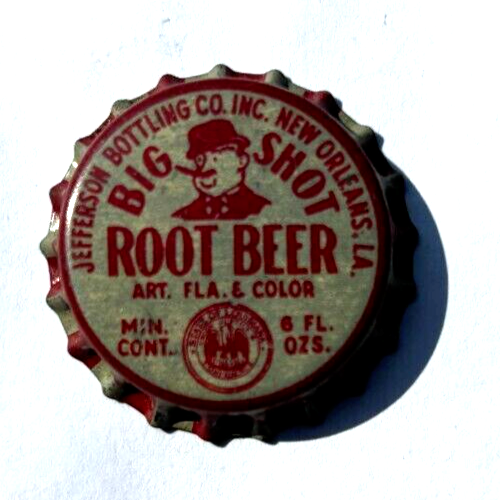 JEFFERSON BOTTLING CO. INC. NEW ORLEANS, LA.
BIG SHOT
ROOT BEER
ART. FLA. & COLOR
MIN. CONT.
6 FL. OZS.